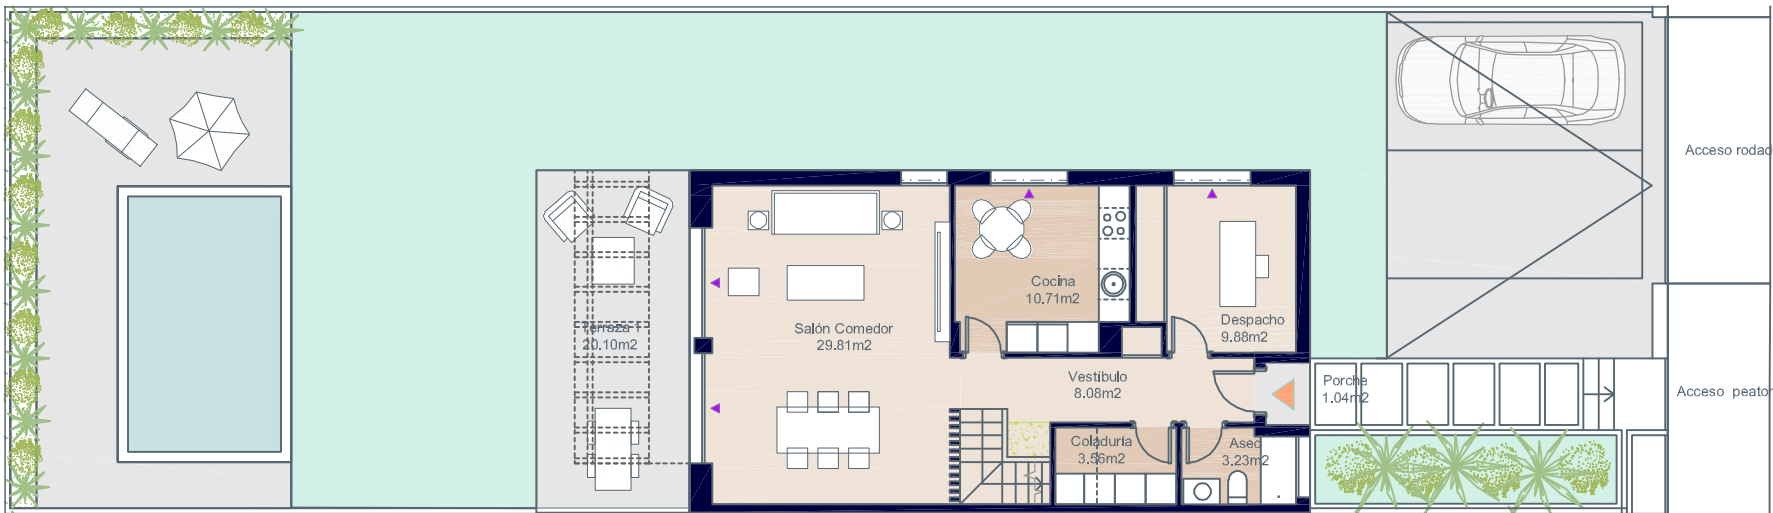 Acceso rodad
Cocina
10.71m2
Despacho
9.88m2
Terraza 1
20.10m2
Salón Comedor
29.81m2
Vestíbulo
8.08m2
Porche
1.04m2
Acceso peator
Coladuría
3.56m2
Aseo
3.23m2